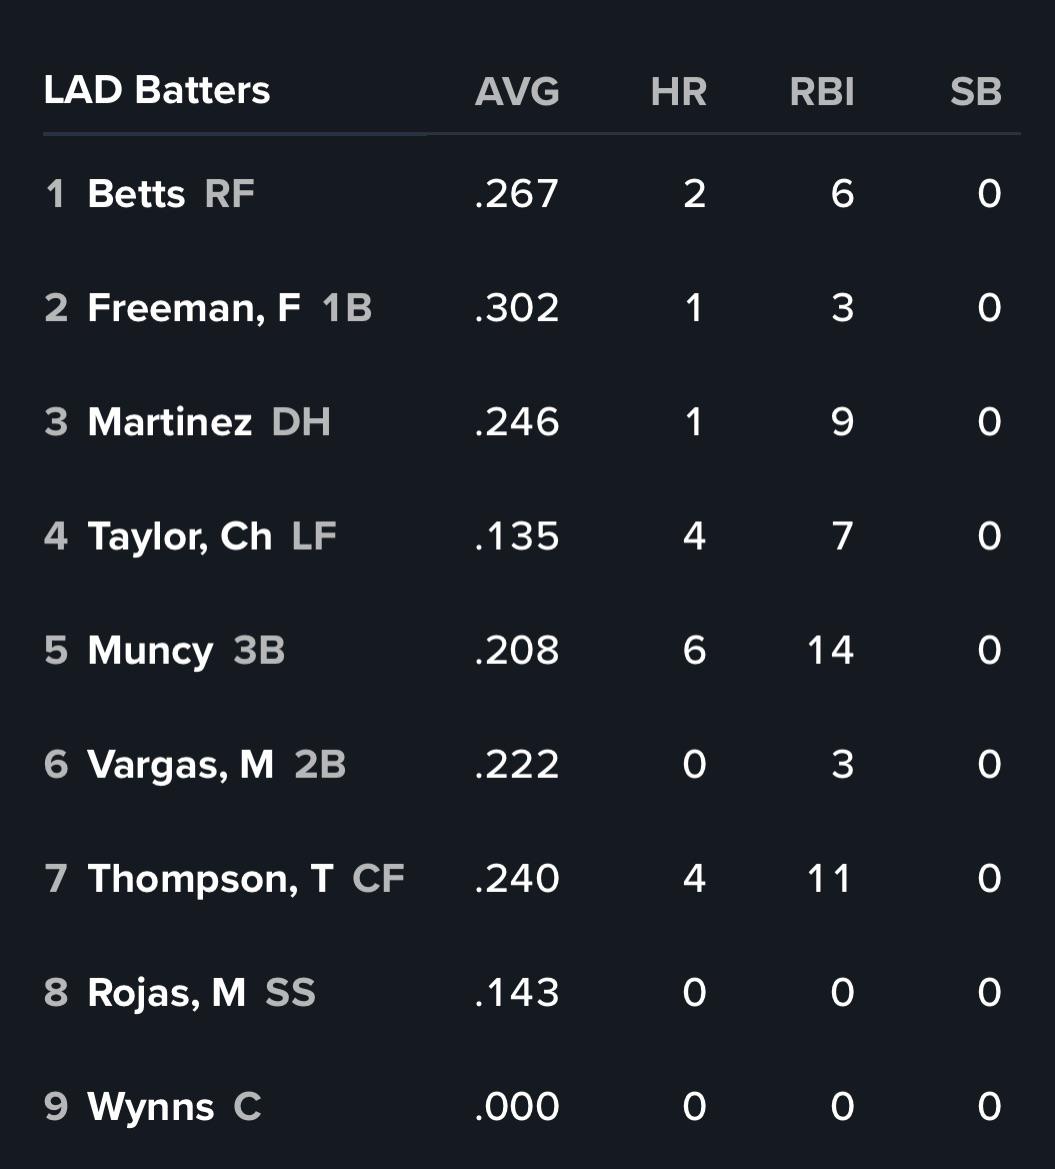 LAD Batters AVG HR RBI SB
1 Betts RF .267 2 6 0
2 Freeman, F 1B .302 1 3 0
3 Martinez DH .246 1 9 0
4 Taylor, Ch LF .135 4 7 0
5 Muncy 3B .208 6 14 0
6 Vargas, M 2B .222 0 3 0
7 Thompson, T CF .240 4 11 0
8 Rojas, M SS .143 0 0 0
9 Wynns C .000 0 0 0